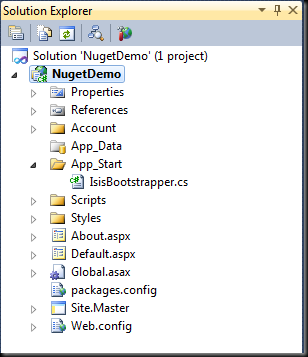 Solution Explorer
Solution 'NugetDemo' (1 project)
NugetDemo
Properties
References
Account
App_Data
App_Start
IsisBootstrapper.cs
Scripts
Styles
About.aspx
Default.aspx
Global.asax
packages.config
Site.Master
Web.config